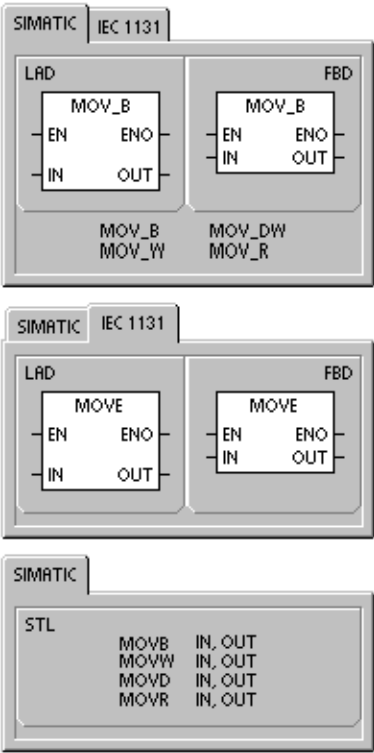 SIMATIC IEC 1131
LAD FBD
MOV_B MOV_B
EN ENO EN ENO
IN OUT IN OUT
MOV_B MOV_DW
MOV_W MOV_R
SIMATIC IEC 1131
LAD FBD
MOVE MOVE
EN ENO EN ENO
IN OUT IN OUT
SIMATIC
STL
MOVB IN, OUT
MOVW IN, OUT
MOVD IN, OUT
MOVR IN, OUT